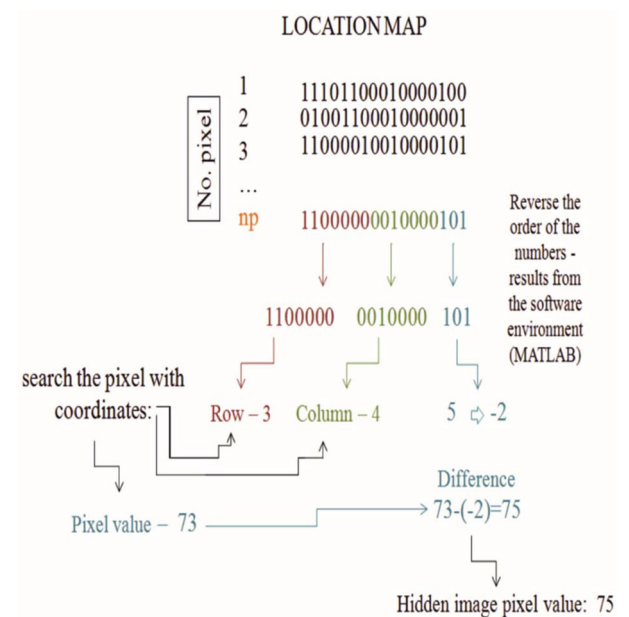 LOCATION MAP
No. pixel
1 11101100010000100
2 01001100010000001
3 11000010010000101
...
np 11000000010000101
Reverse the
order of the
numbers -
results from
the software
environment
(MATLAB)
1100000 0010000 101
search the pixel with
coordinates:
Row – 3 Column – 4 5 ⇨ -2
Difference
Pixel value – 73 73-(-2)=75
Hidden image pixel value: 75